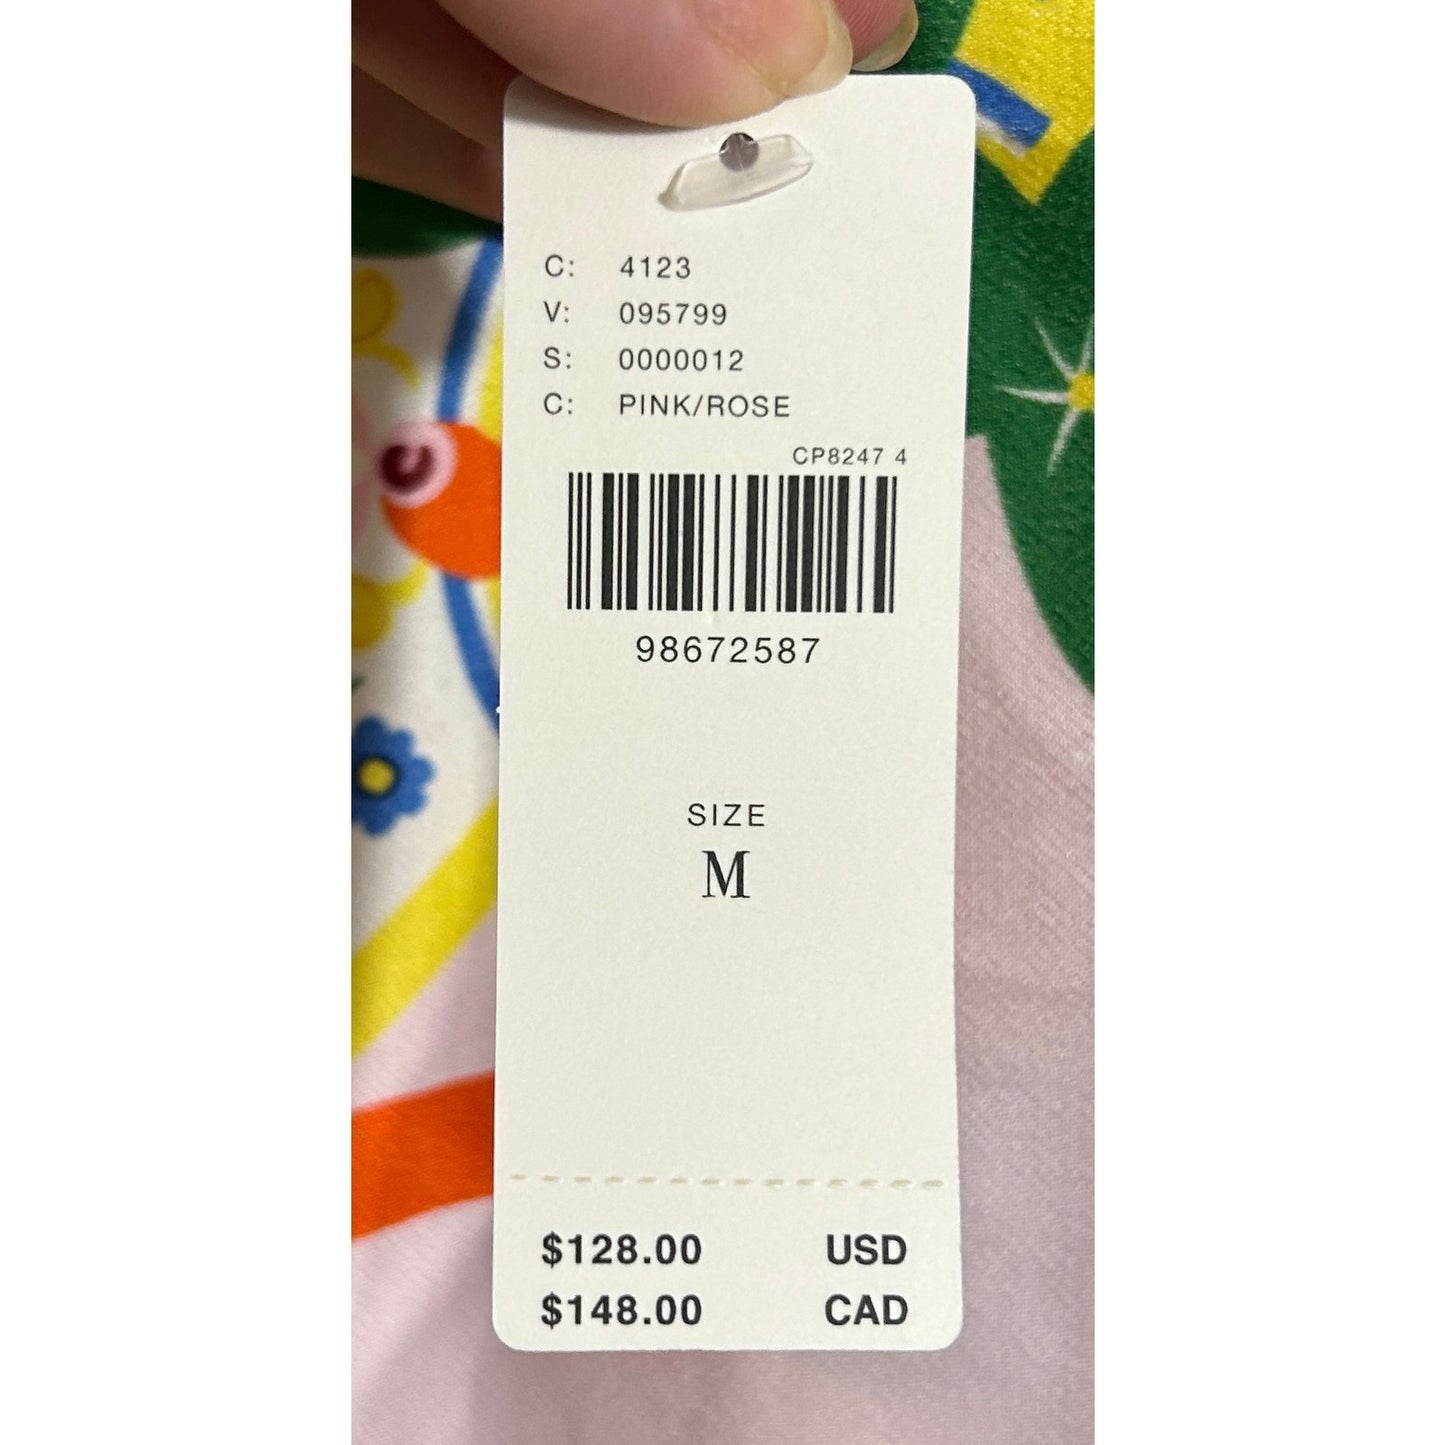 C: 4123
V: 095799
S: 0000012
C: PINK/ROSE
CP8247 4
98672587
SIZE
M
$128.00 USD
$148.00 CAD